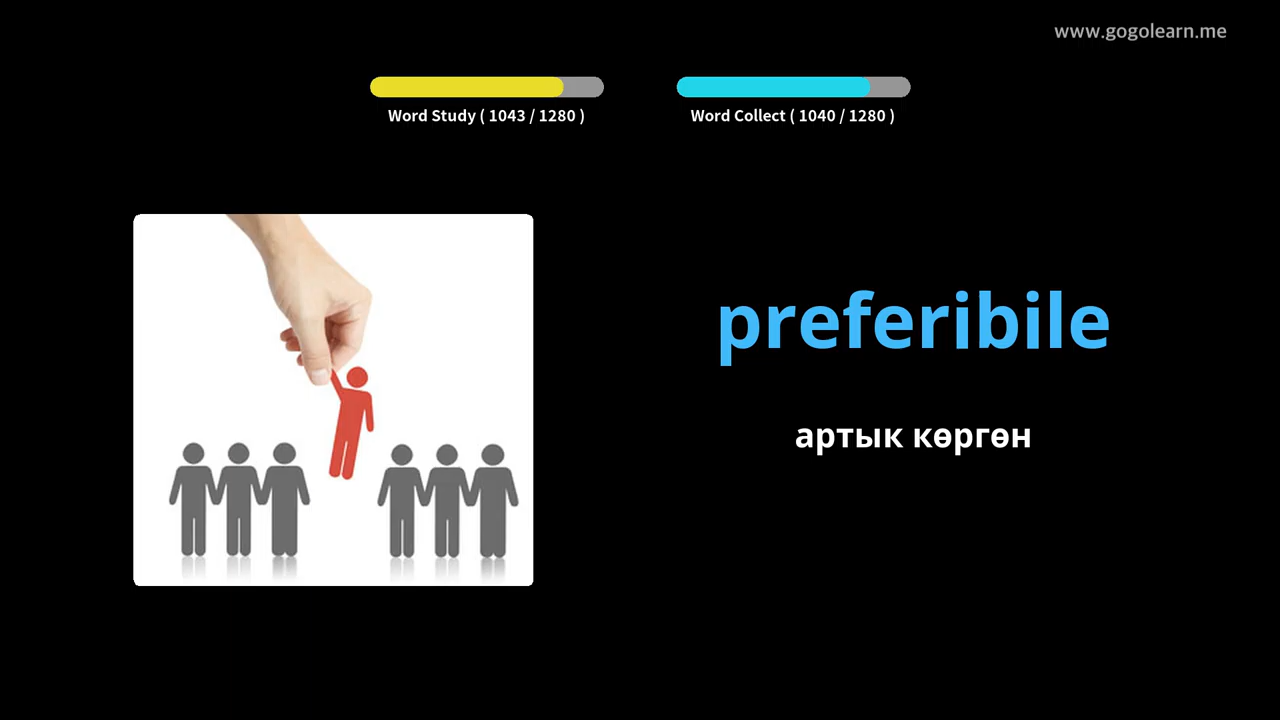 www.gogolearn.me
Word Study ( 1043 / 1280 )
Word Collect ( 1040 / 1280 )
preferibile
артык көргөн